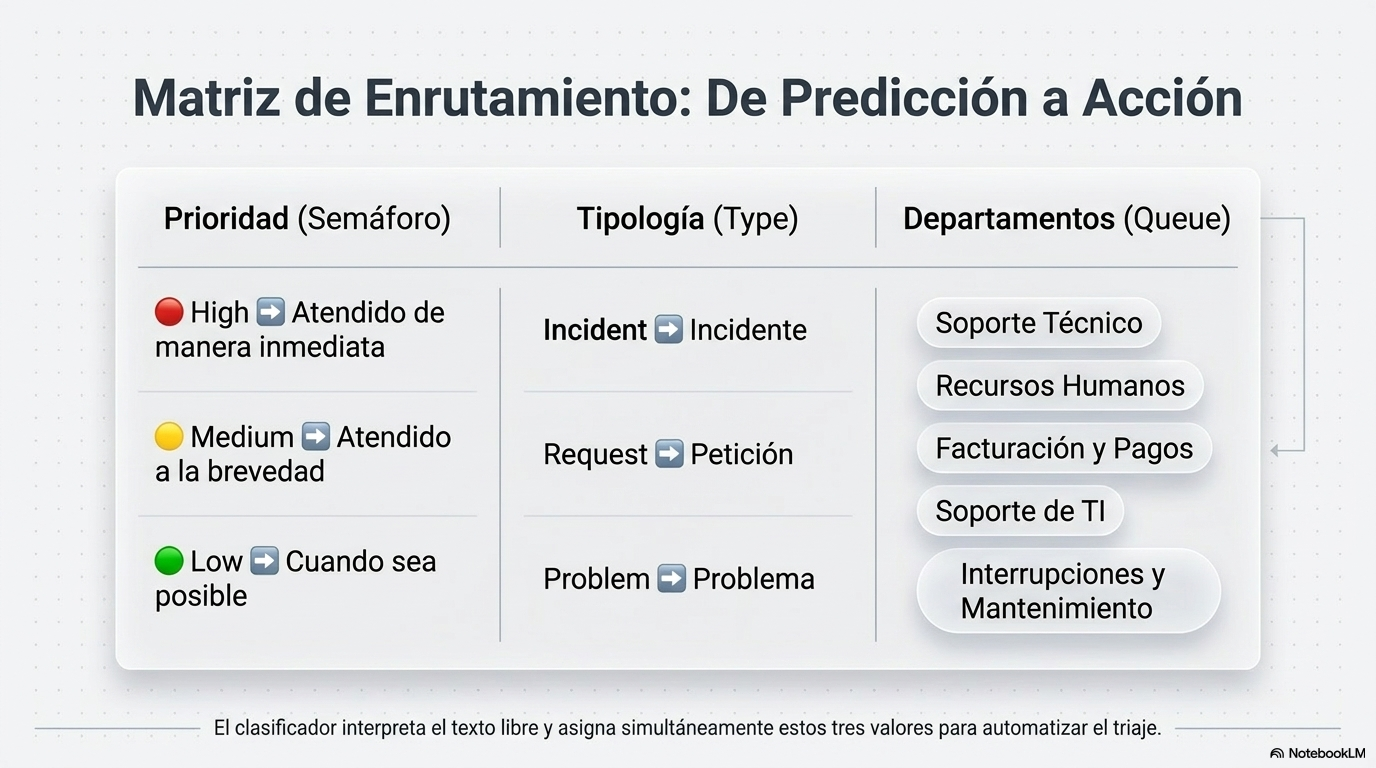 Matriz de Enrutamiento: De Predicción a Acción
Prioridad (Semáforo)
Tipología (Type)
Departamentos (Queue)
🔴 High ➡️ Atendido de
manera inmediata
🟡 Medium ➡️ Atendido
a la brevedad
🟢 Low ➡️ Cuando sea
posible
Incident ➡️ Incidente
Request ➡️ Petición
Problem ➡️ Problema
Soporte Técnico
Recursos Humanos
Facturación y Pagos
Soporte de TI
Interrupciones y
Mantenimiento
El clasificador interpreta el texto libre y asigna simultáneamente estos tres valores para automatizar el triaje.
NotebookLM